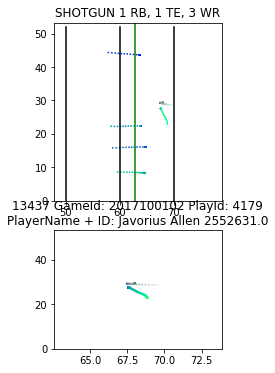 SHOTGUN 1 RB, 1 TE, 3 WR
50
40
30
20
10
0
50 60 70
13437 GameId: 2017100102 PlayId: 4179
PlayerName + ID: Javorius Allen 2552631.0
40
20
0
65.0 67.5 70.0 72.5